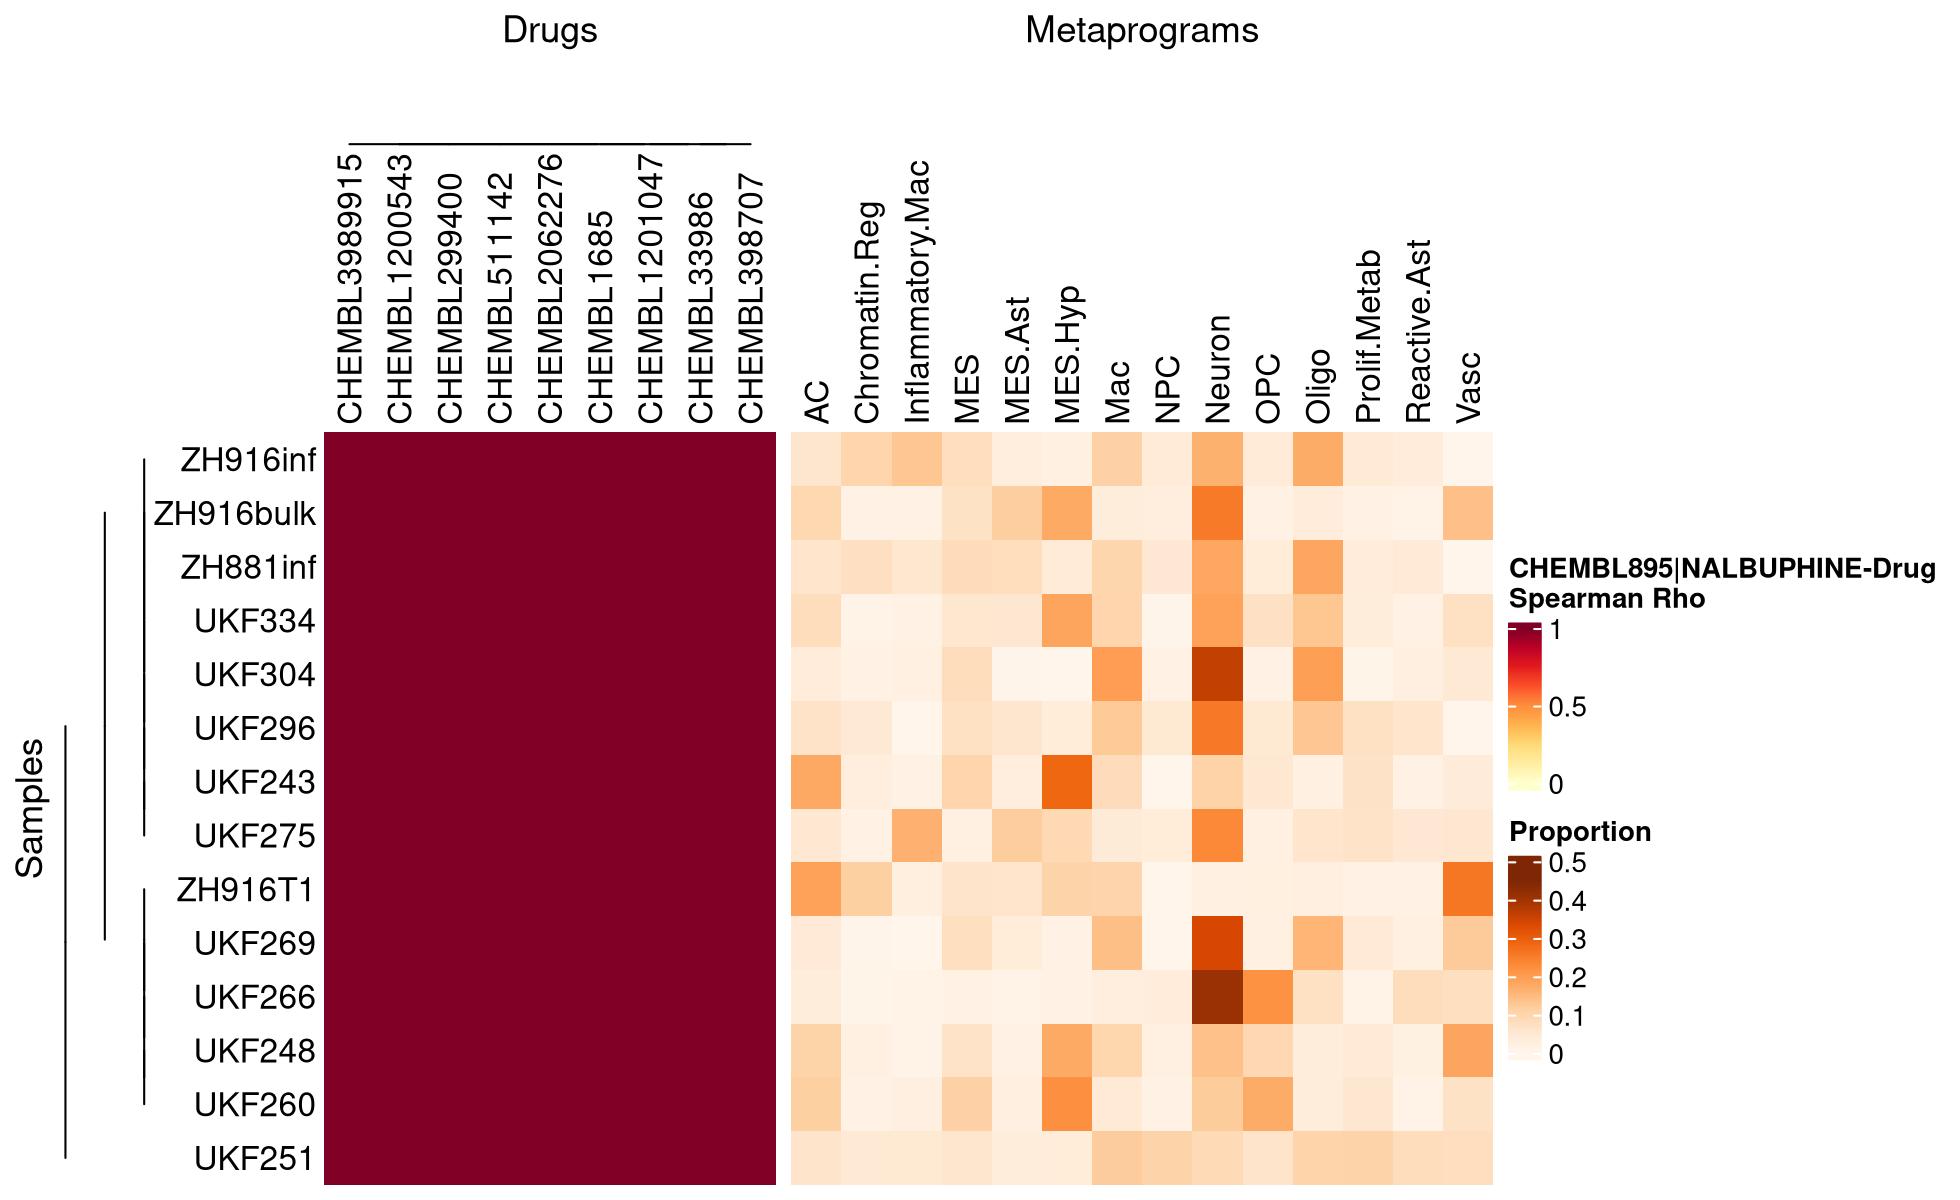 Drugs
Metaprograms
CHEMBL3989915
CHEMBL1200543
CHEMBL299400
CHEMBL511142
CHEMBL2062276
CHEMBL1685
CHEMBL1201047
CHEMBL33986
CHEMBL398707
AC
Chromatin.Reg
Inflammatory.Mac
MES
MES.Ast
MES.Hyp
Mac
NPC
Neuron
OPC
Oligo
Prolif.Metab
Reactive.Ast
Vasc
Samples
ZH916inf
ZH916bulk
ZH881inf
UKF334
UKF304
UKF296
UKF243
UKF275
ZH916T1
UKF269
UKF266
UKF248
UKF260
UKF251
CHEMBL895|NALBUPHINE-Drug
Spearman Rho
1
0.5
0
Proportion
0.5
0.4
0.3
0.2
0.1
0